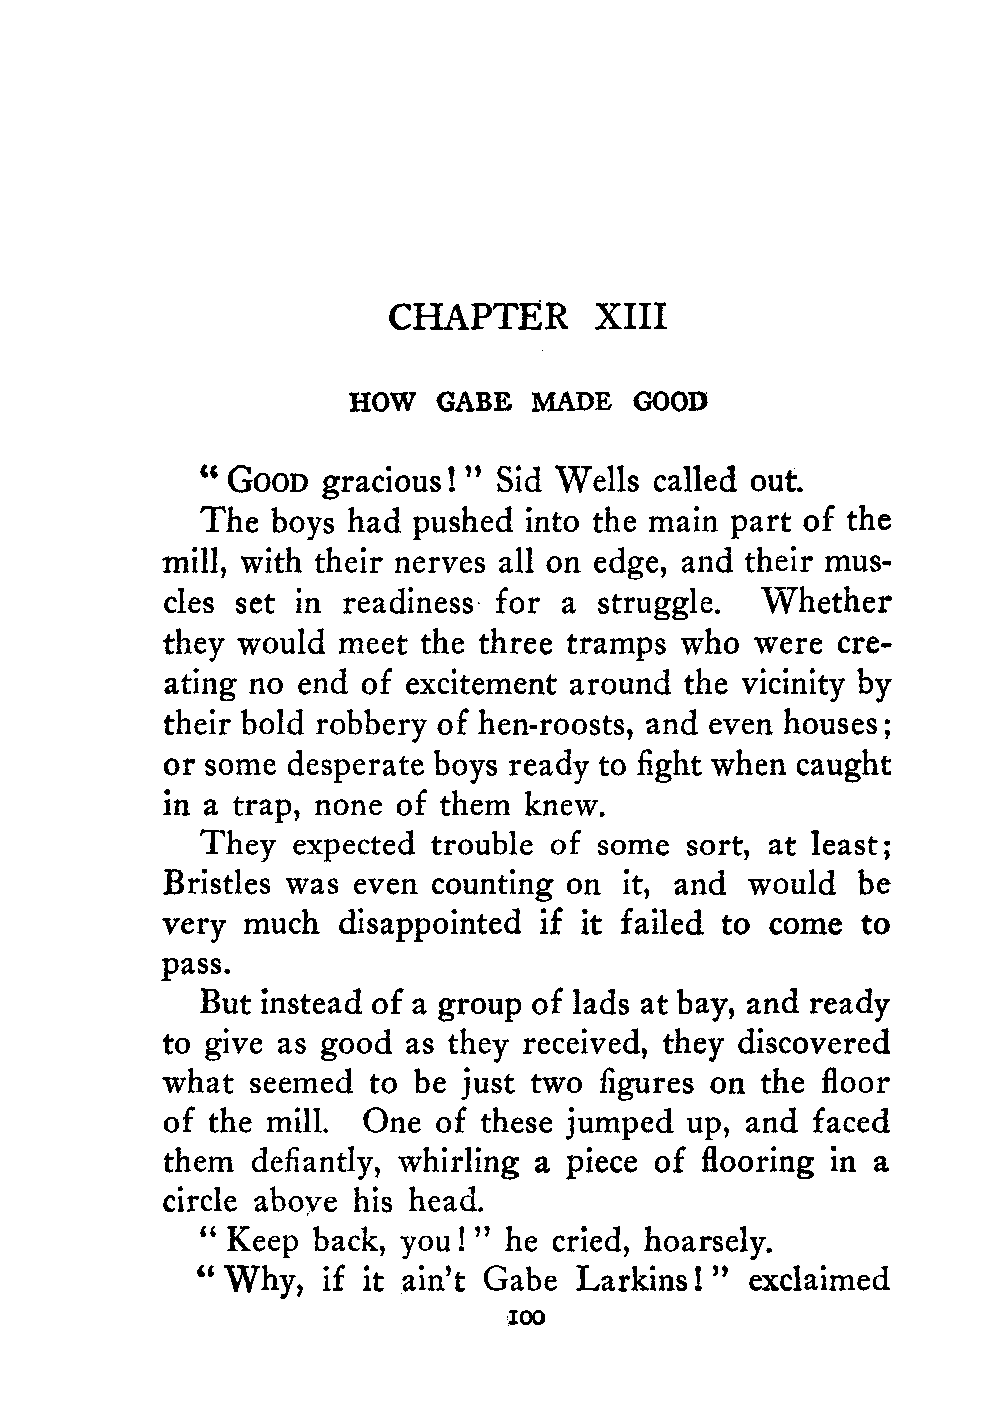 CHAPTER XIII
HOW GABE MADE GOOD
“ GOOD gracious! ” Sid Wells called out.
The boys had pushed into the main part of the
mill, with their nerves all on edge, and their mus-
cles set in readiness for a struggle. Whether
they would meet the three tramps who were cre-
ating no end of excitement around the vicinity by
their bold robbery of hen-roosts, and even houses;
or some desperate boys ready to fight when caught
in a trap, none of them knew.
They expected trouble of some sort, at least;
Bristles was even counting on it, and would be
very much disappointed if it failed to come to
pass.
But instead of a group of lads at bay, and ready
to give as good as they received, they discovered
what seemed to be just two figures on the floor
of the mill. One of these jumped up, and faced
them defiantly, whirling a piece of flooring in a
circle above his head.
“ Keep back, you! ” he cried, hoarsely.
“ Why, if it ain't Gabe Larkins! ” exclaimed
100